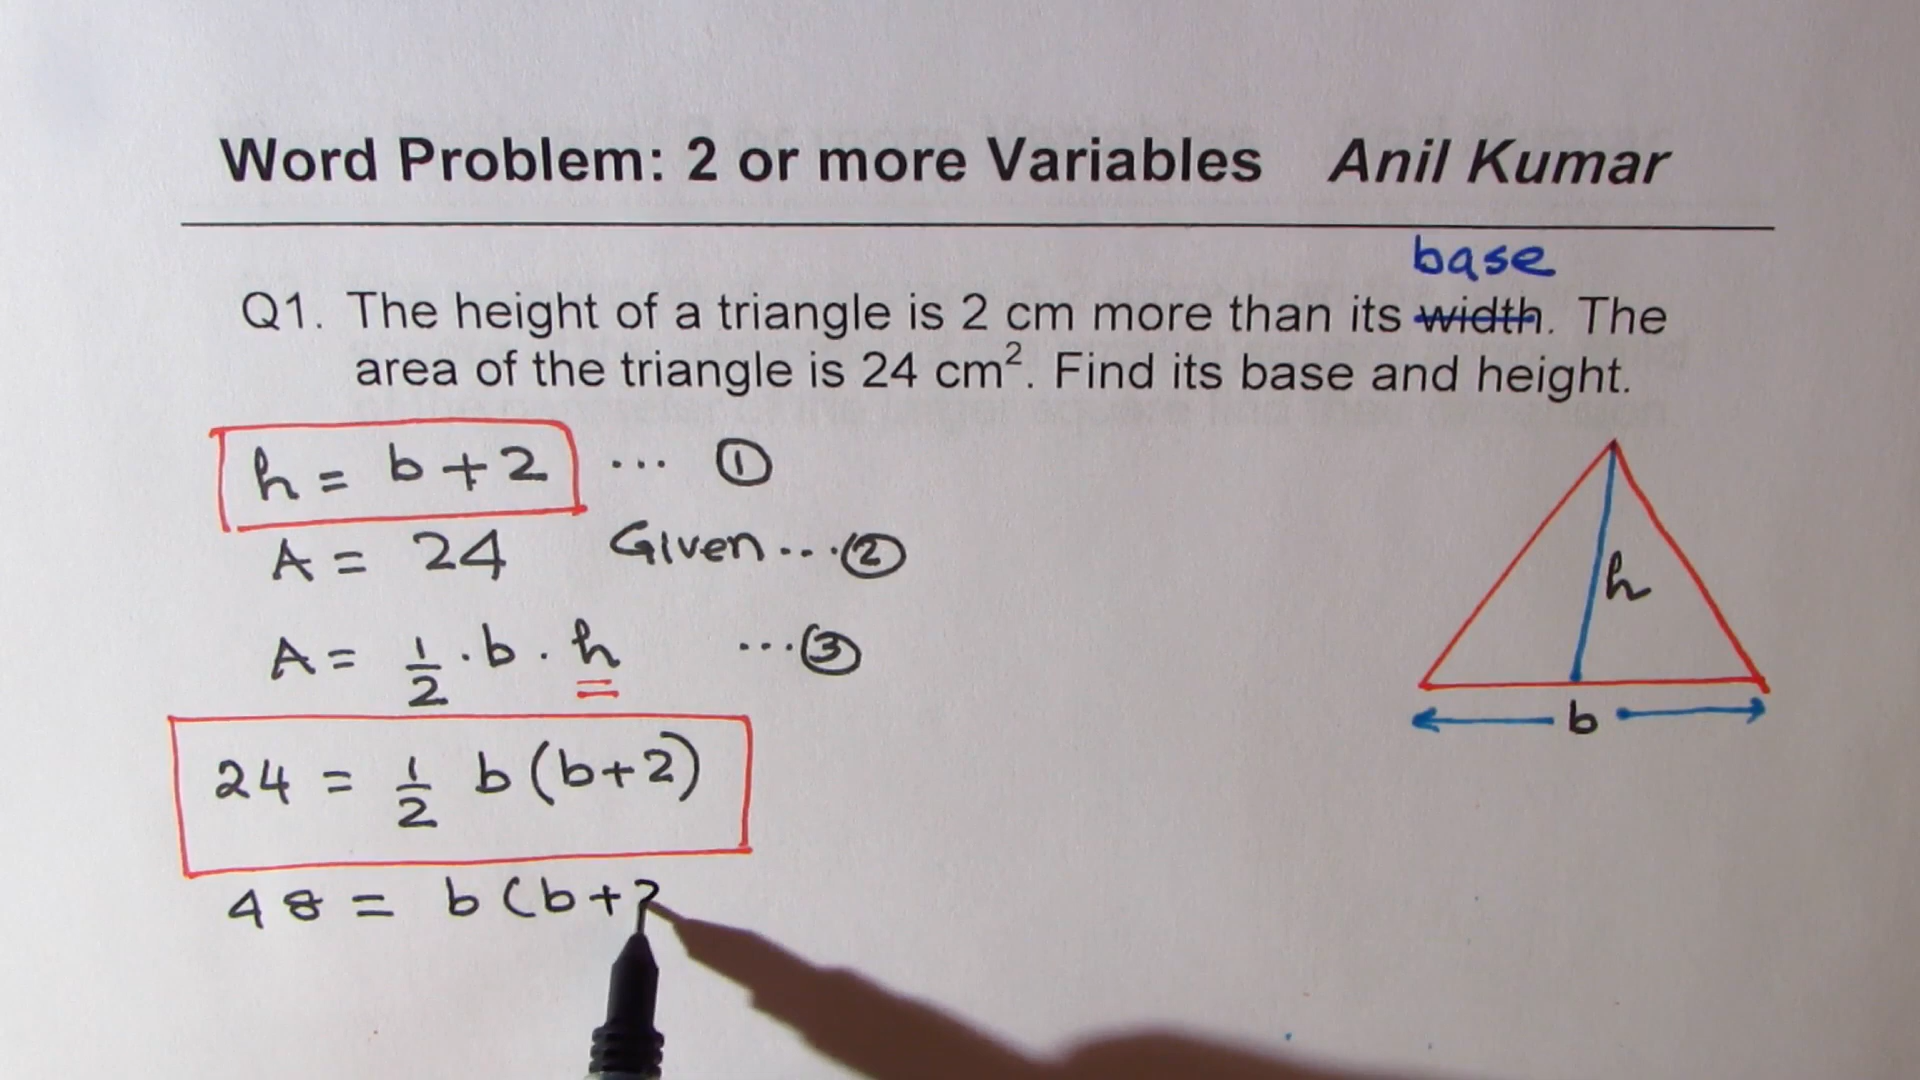 Word Problem: 2 or more Variables Anil Kumar
base
Q1. The height of a triangle is 2 cm more than its width. The
area of the triangle is 24 cm². Find its base and height.
h = b + 2 ... ①
A = 24 Given ... ②
A = 1/2 · b · h ... ③
24 = 1/2 b (b+2)
48 = b (b+2
h
b